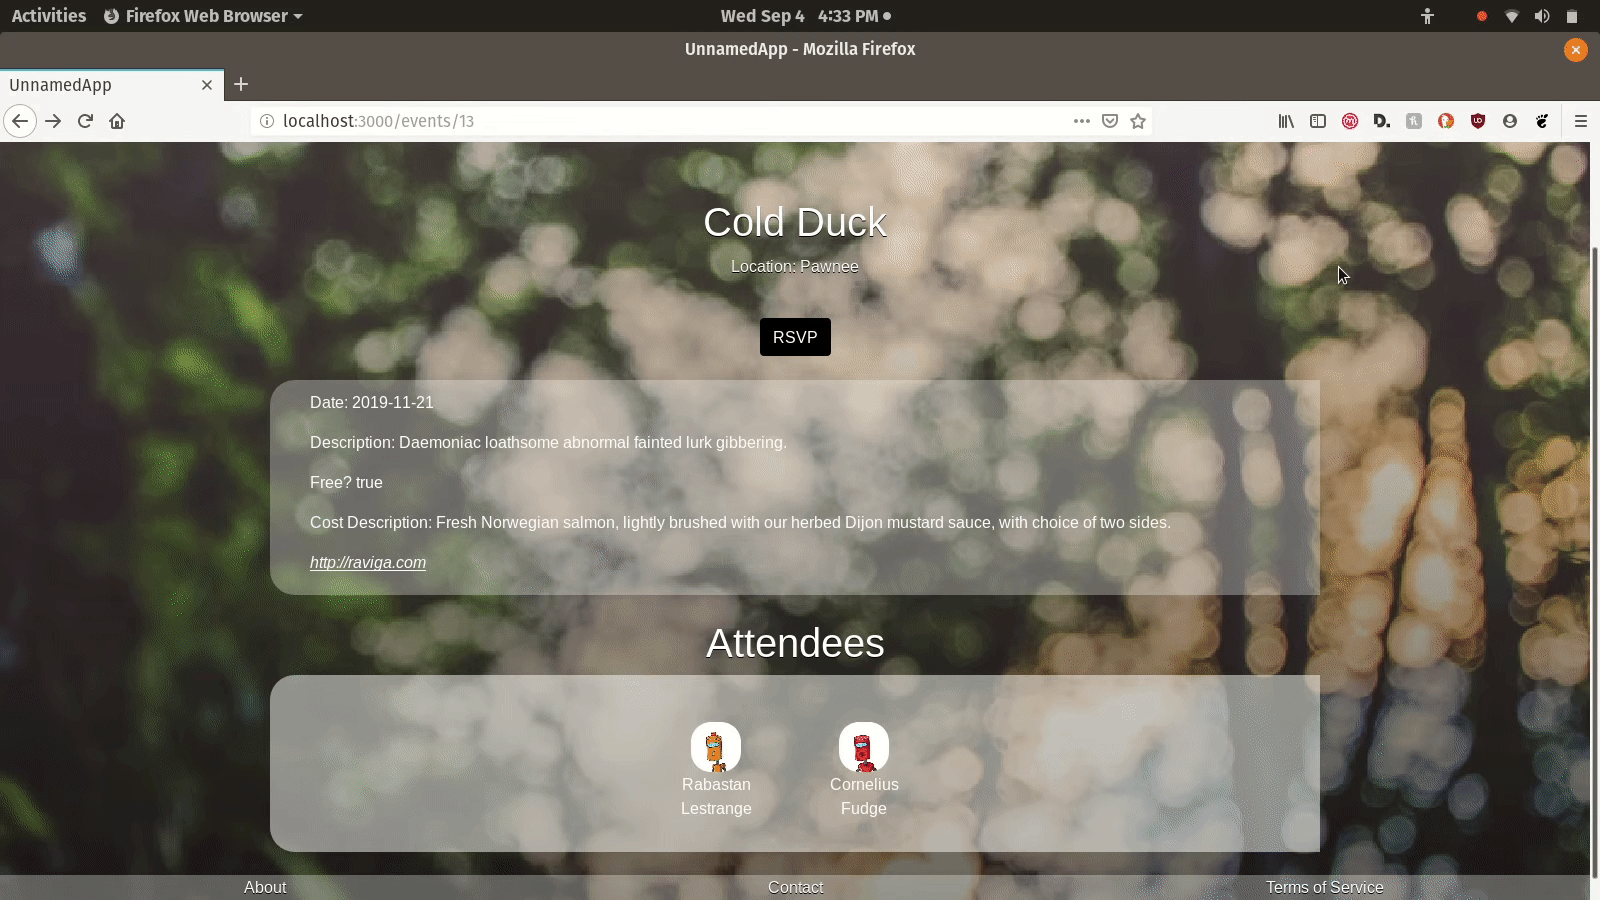 Activities Firefox Web Browser Wed Sep 4 4:33 PM
UnnamedApp - Mozilla Firefox
UnnamedApp
localhost:3000/events/13
Cold Duck
Location: Pawnee
RSVP
Date: 2019-11-21
Description: Daemoniac loathsome abnormal fainted lurk gibbering.
Free? true
Cost Description: Fresh Norwegian salmon, lightly brushed with our herbed Dijon mustard sauce, with choice of two sides.
http://raviga.com
Attendees
Rabastan
Lestrange
Cornelius
Fudge
About Contact Terms of Service